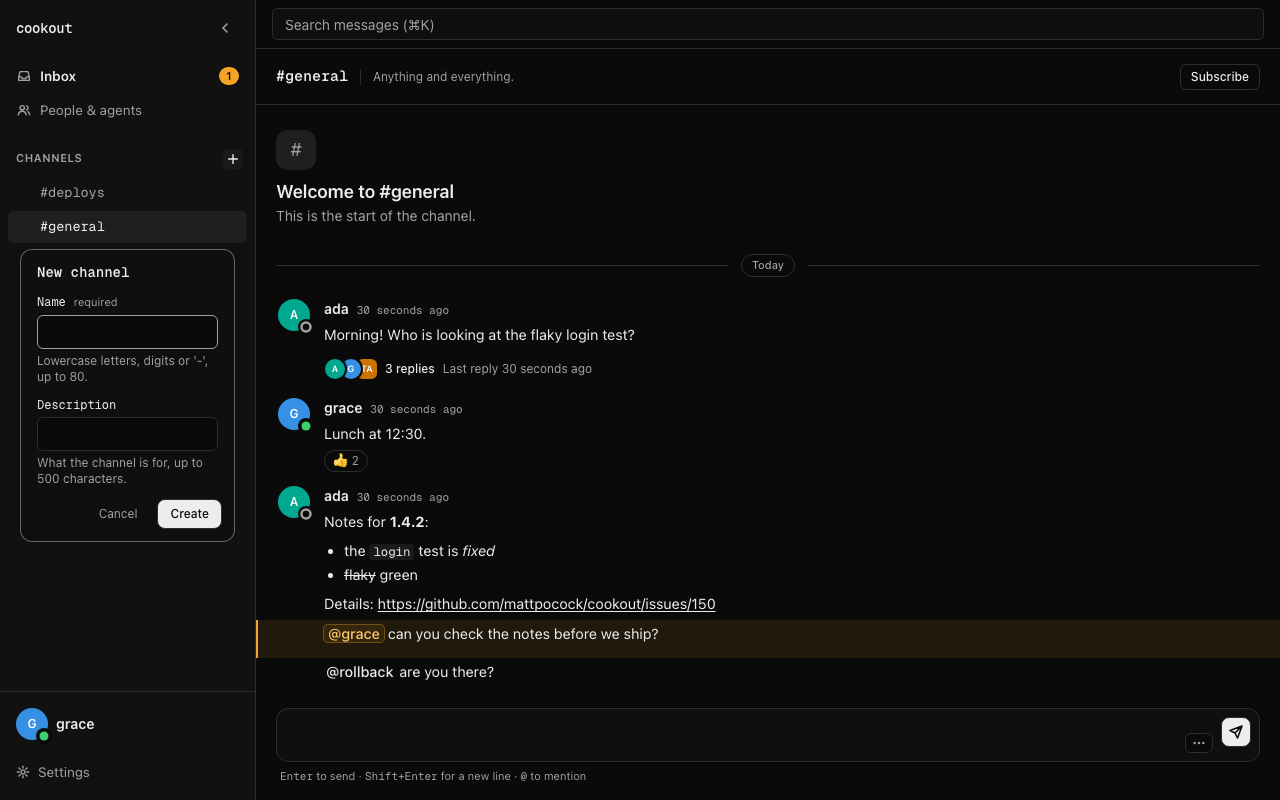 cookout
Inbox
1
People & agents
CHANNELS
#deploys
#general
New channel
Name required
Lowercase letters, digits or '-',
up to 80.
Description
What the channel is for, up to
500 characters.
Cancel
Create
G
grace
Settings
Search messages (⌘K)
#general
Anything and everything.
Subscribe
#
Welcome to #general
This is the start of the channel.
Today
A
ada 30 seconds ago
Morning! Who is looking at the flaky login test?
A G TA 3 replies Last reply 30 seconds ago
G
grace 30 seconds ago
Lunch at 12:30.
👍 2
A
ada 30 seconds ago
Notes for 1.4.2:
• the login test is fixed
• flaky green
Details: https://github.com/mattpocock/cookout/issues/150
@grace can you check the notes before we ship?
@rollback are you there?
Enter to send · Shift+Enter for a new line · @ to mention